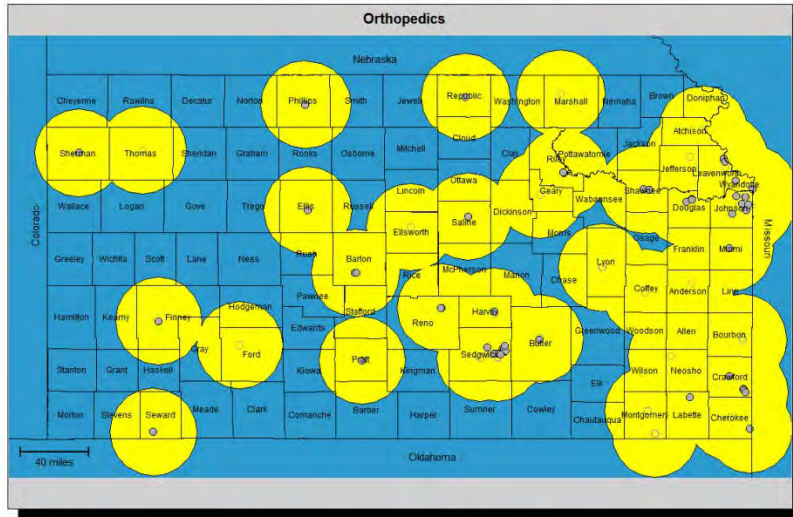 Orthopedics
Nebraska
Cheyenne Rawlins Decatur Norton Phillips Smith Jewell Republic Washington Marshall Nemaha Brown Doniphan
Atchison
Cloud
Sherman Thomas Sheridan Graham Rooks Osborne Mitchell Clay Riley Pottawatomie Jackson Jefferson Leavenworth
Ottawa
Wyandotte
Lincoln
Geary Shawnee
Wallace Logan Gove Trego Ellis Russell Saline Dickinson Wabaunsee Douglas Johnson
Ellsworth
Morris Osage
Colorado
Missouri
Greeley Wichita Scott Lane Ness Rush Barton Rice McPherson Marion Chase Lyon Franklin Miami
Pawnee
Coffey Anderson Linn
Hamilton Kearny Finney Hodgeman Stafford Reno Harvey
Edwards
Gray Ford Pratt Sedgwick Butler Greenwood Woodson Allen Bourbon
Stanton Grant Haskell Kiowa Kingman Elk Wilson Neosho Crawford
Morton Stevens Seward Meade Clark Comanche Barber Harper Sumner Cowley Chautauqua Montgomery Labette Cherokee
40 miles
Oklahoma